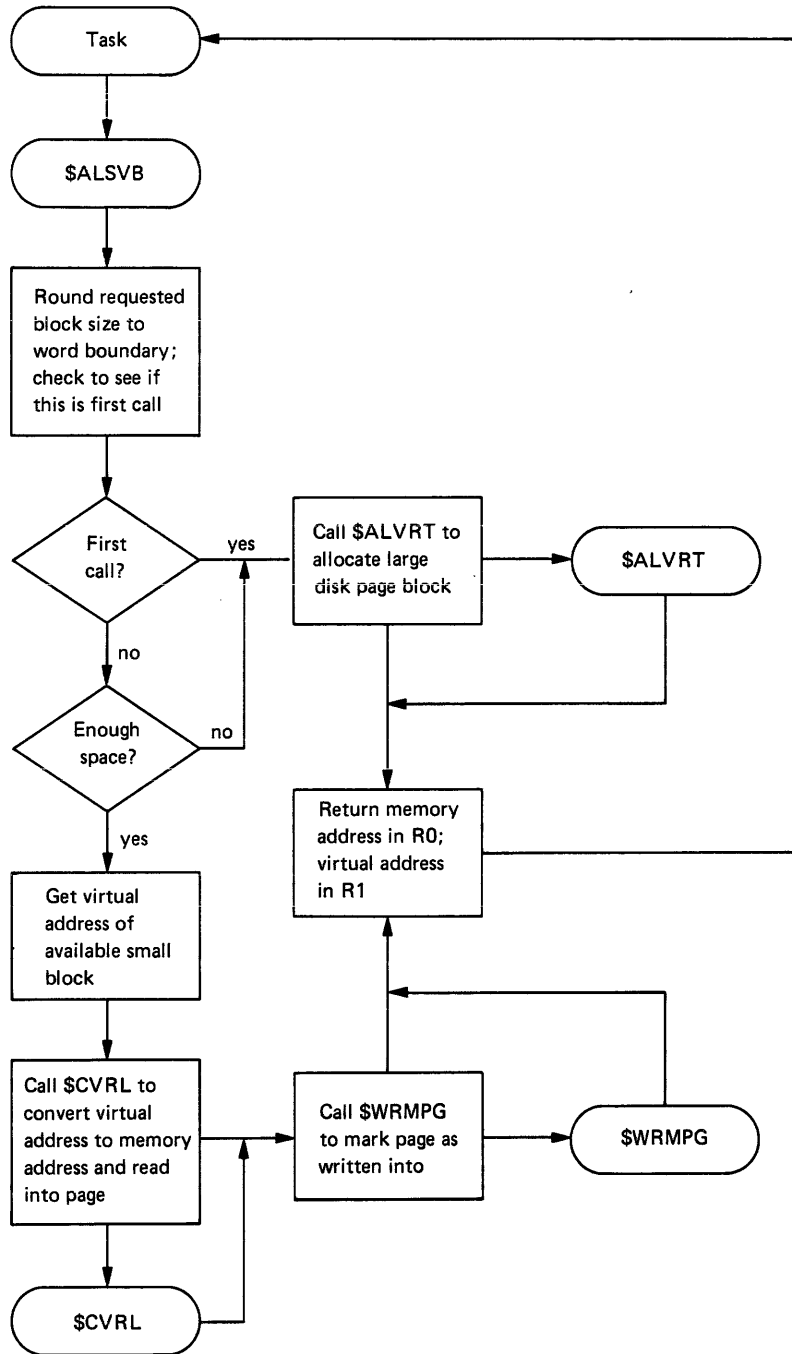 Task
$ALSVB
Round requested
block size to
word boundary;
check to see if
this is first call
First
call?
yes
no
Call $ALVRT to
allocate large
disk page block
$ALVRT
Enough
space?
no
yes
Return memory
address in R0;
virtual address
in R1
Get virtual
address of
available small
block
Call $CVRL to
convert virtual
address to memory
address and read
into page
Call $WRMPG
to mark page as
written into
$WRMPG
$CVRL